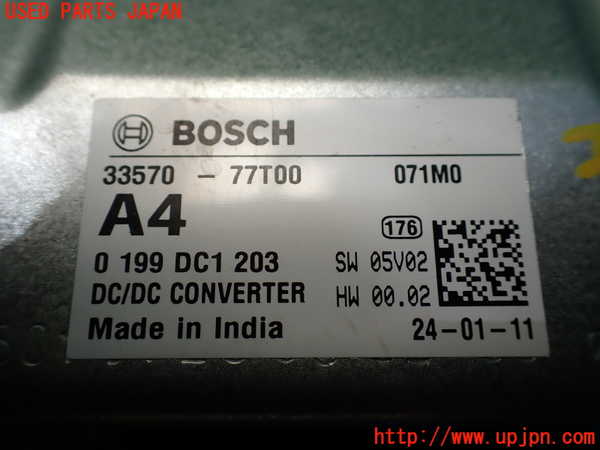 USED PARTS JAPAN
BOSCH
33570 - 77T00 071M0
A4 176
0 199 DC1 203 SW 05V02
DC/DC CONVERTER HW 00.02
Made in India 24-01-11
http://www.upjpn.com